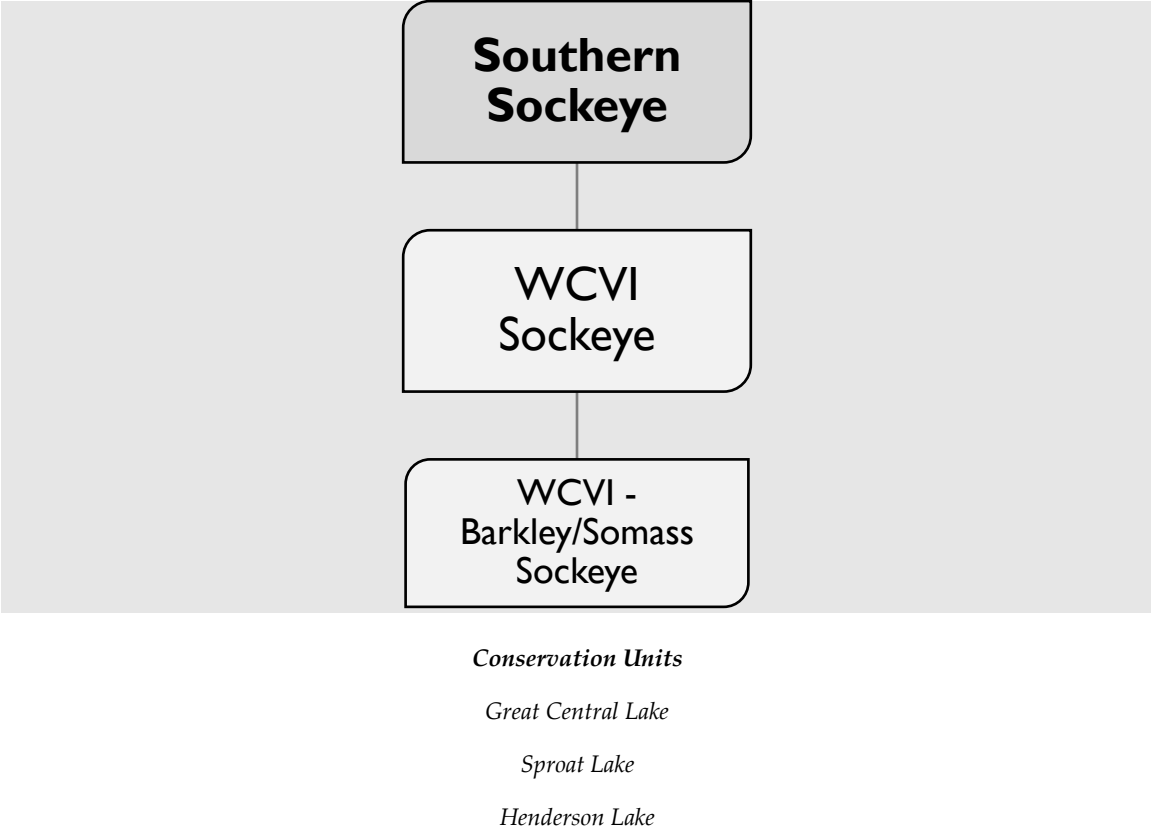 Southern
Sockeye
WCVI
Sockeye
WCVI -
Barkley/Somass
Sockeye
Conservation Units
Great Central Lake
Sproat Lake
Henderson Lake